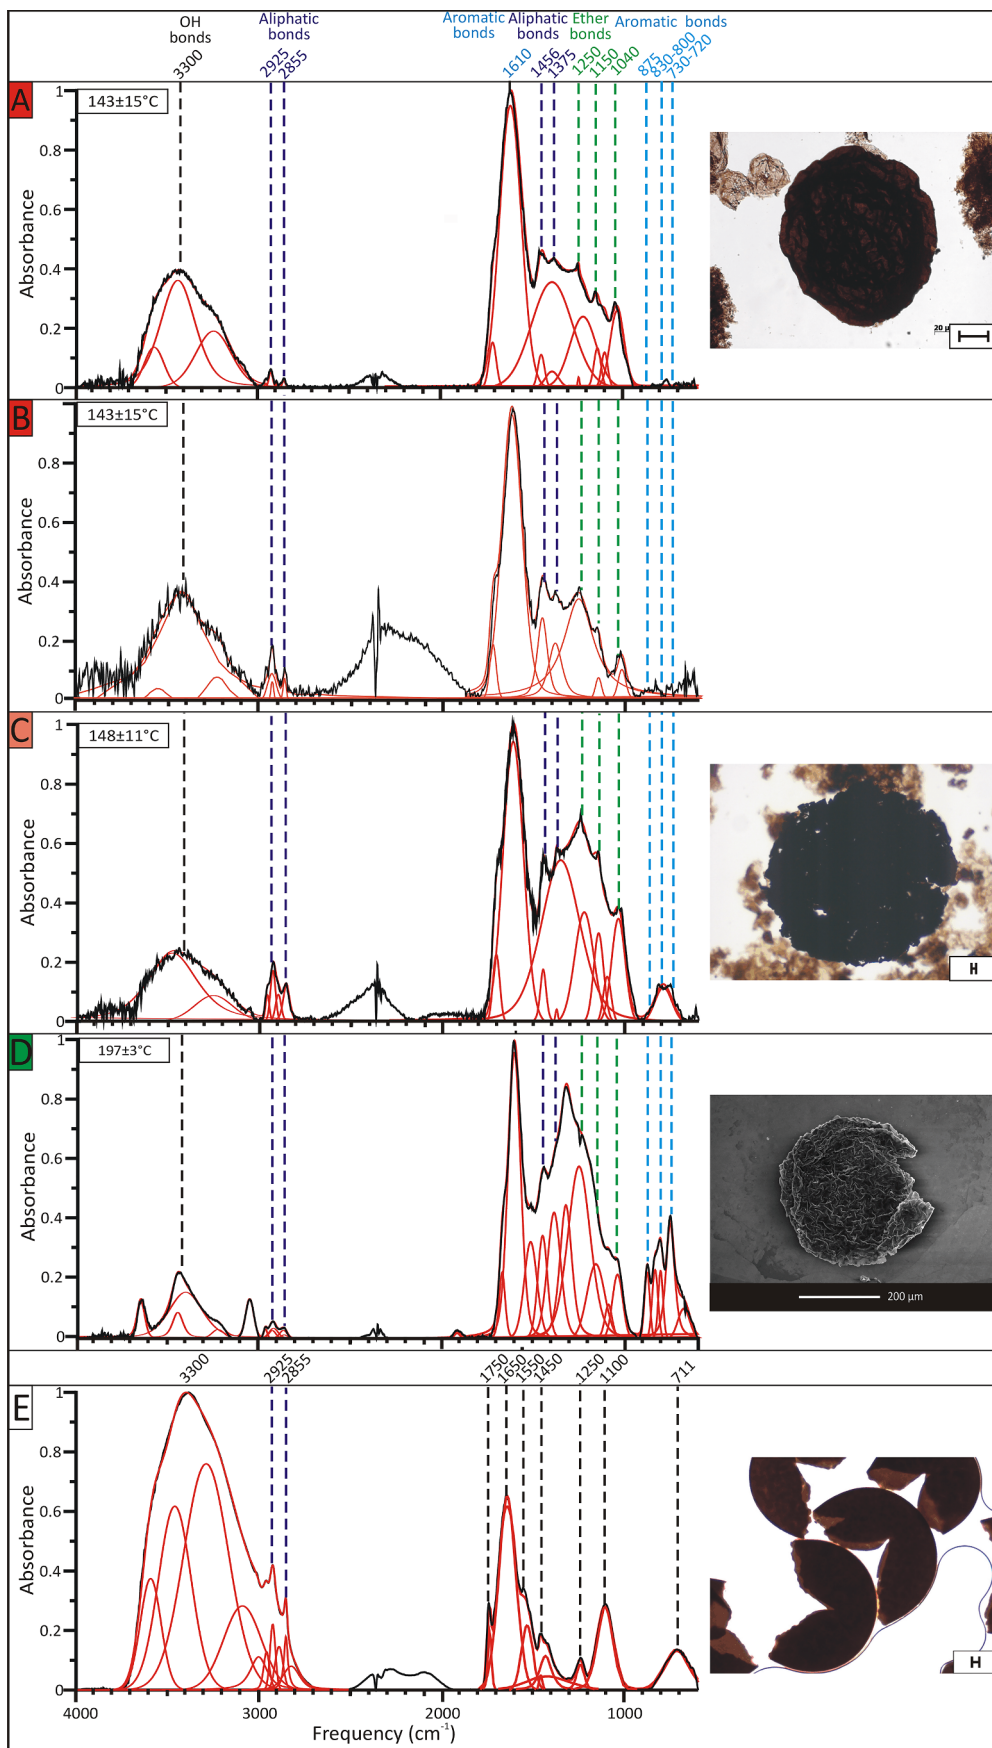 OH bonds
Aliphatic bonds
Aromatic bonds
Aliphatic bonds
Ether bonds
Aromatic bonds
3300
2925
2855
1610
1456
1375
1250
1150
1040
875
830-800
730-720
A
143±15°C
1
0.8
0.6
0.4
0.2
0
Absorbance
20 µm
B
143±15°C
0.8
0.6
0.4
0.2
0
Absorbance
C
148±11°C
1
0.8
0.6
0.4
0.2
0
Absorbance
D
197±3°C
1
0.8
0.6
0.4
0.2
0
Absorbance
200 µm
3300
2925
2855
1750
1650
1550
1450
1250
1100
711
E
1
0.8
0.6
0.4
0.2
0
Absorbance
4000 3000 2000 1000
Frequency (cm⁻¹)